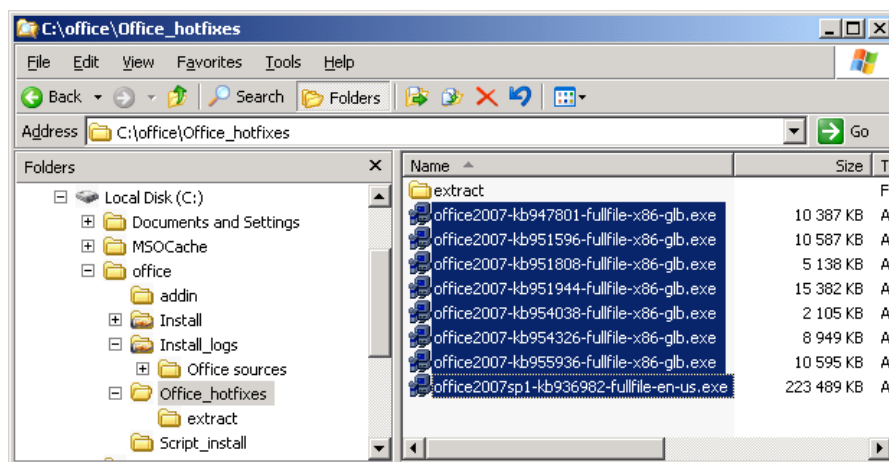 C:\office\Office_hotfixes
File Edit View Favorites Tools Help
Back Search Folders
Address C:\office\Office_hotfixes Go
Folders
Local Disk (C:)
Documents and Settings
MSOCache
office
addin
Install
Install_logs
Office sources
Office_hotfixes
extract
Script_install
Name Size T
extract F
office2007-kb947801-fullfile-x86-glb.exe 10 387 KB A
office2007-kb951596-fullfile-x86-glb.exe 10 587 KB A
office2007-kb951808-fullfile-x86-glb.exe 5 138 KB A
office2007-kb951944-fullfile-x86-glb.exe 15 382 KB A
office2007-kb954038-fullfile-x86-glb.exe 2 105 KB A
office2007-kb954326-fullfile-x86-glb.exe 8 949 KB A
office2007-kb955936-fullfile-x86-glb.exe 10 595 KB A
office2007sp1-kb936982-fullfile-en-us.exe 223 489 KB A